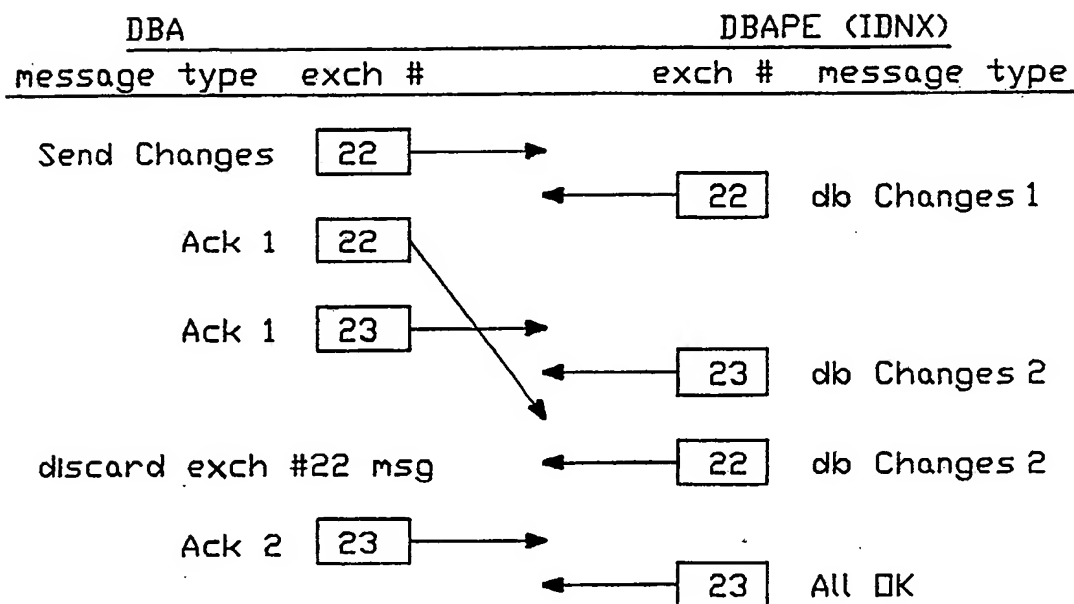 DBA DBAPE (IDNX)
message type exch # exch # message type
Send Changes 22
22 db Changes 1
Ack 1 22
Ack 1 23
23 db Changes 2
discard exch #22 msg 22 db Changes 2
Ack 2 23
23 All OK